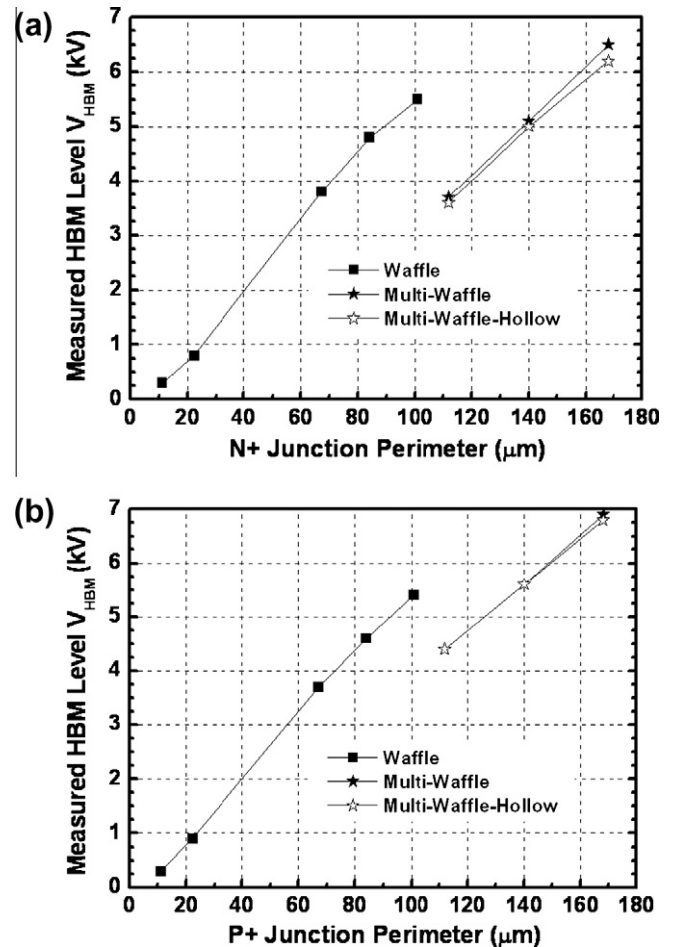 (a)
7
6
5
4
3
2
1
0
Measured HBM Level V_HBM (kV)
Waffle
Multi-Waffle
Multi-Waffle-Hollow
0 20 40 60 80 100 120 140 160 180
N+ Junction Perimeter (μm)
(b)
7
6
5
4
3
2
1
0
Measured HBM Level V_HBM (kV)
Waffle
Multi-Waffle
Multi-Waffle-Hollow
0 20 40 60 80 100 120 140 160 180
P+ Junction Perimeter (μm)